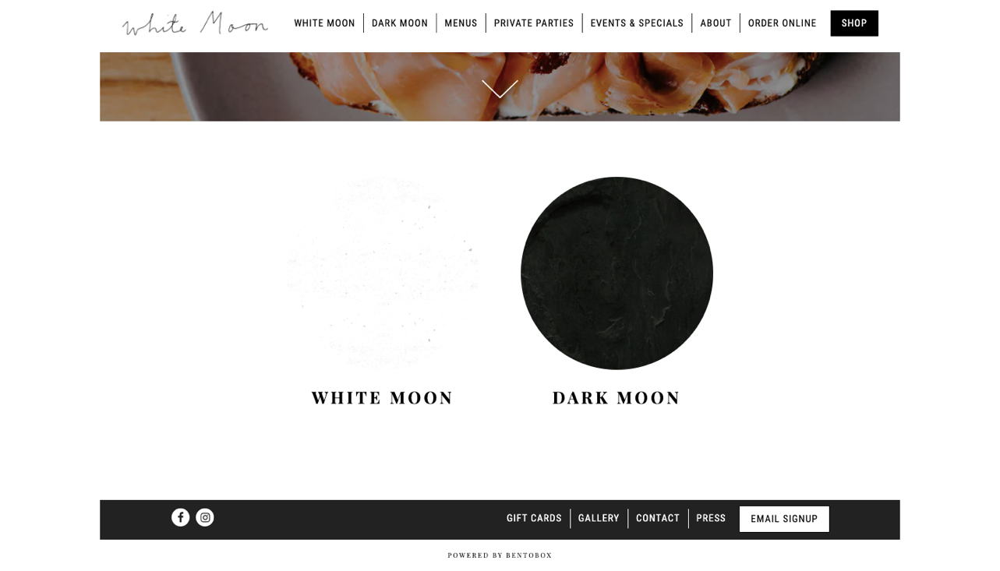 white Moon
WHITE MOON
DARK MOON
MENUS
PRIVATE PARTIES
EVENTS & SPECIALS
ABOUT
ORDER ONLINE
SHOP
WHITE MOON
DARK MOON
GIFT CARDS
GALLERY
CONTACT
PRESS
EMAIL SIGNUP
POWERED BY BENTOBOX